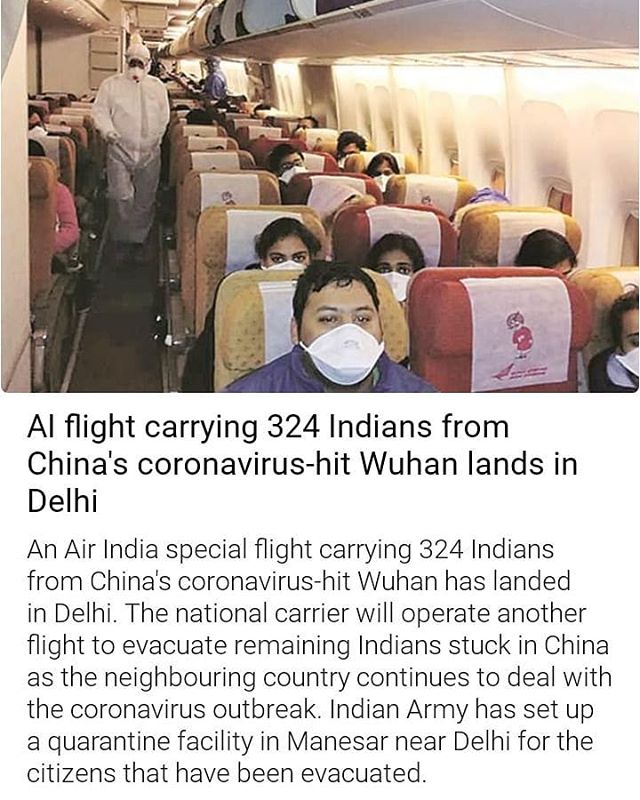 AI flight carrying 324 Indians from
China's coronavirus-hit Wuhan lands in
Delhi
An Air India special flight carrying 324 Indians
from China's coronavirus-hit Wuhan has landed
in Delhi. The national carrier will operate another
flight to evacuate remaining Indians stuck in China
as the neighbouring country continues to deal with
the coronavirus outbreak. Indian Army has set up
a quarantine facility in Manesar near Delhi for the
citizens that have been evacuated.